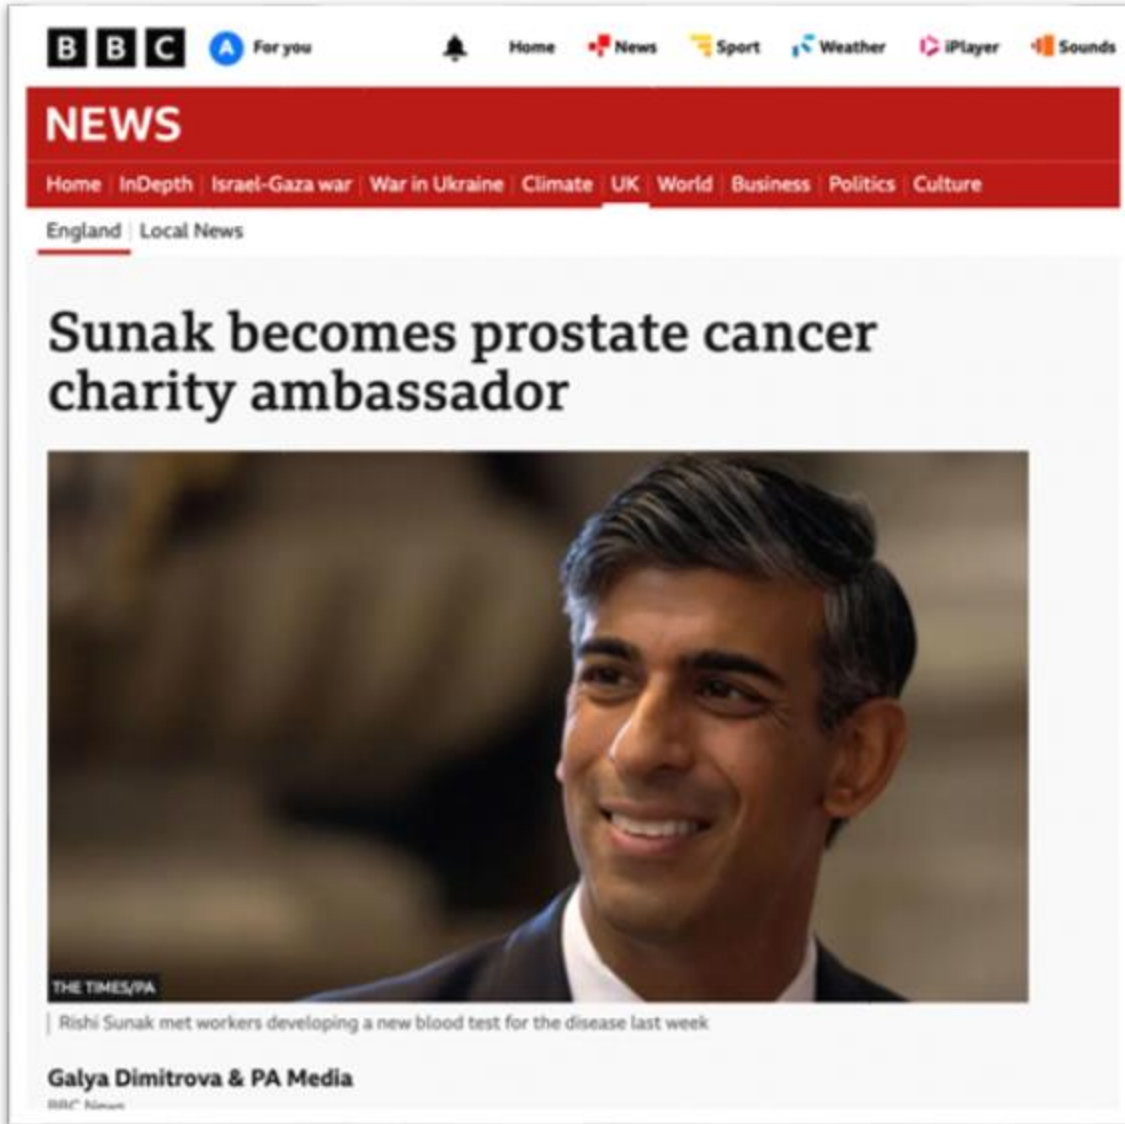 BBC A For you Home News Sport Weather iPlayer Sounds
NEWS
Home InDepth Israel-Gaza war War in Ukraine Climate UK World Business Politics Culture
England Local News
Sunak becomes prostate cancer
charity ambassador
THE TIMES/PA
Rishi Sunak met workers developing a new blood test for the disease last week
Galya Dimitrova & PA Media
BBC News